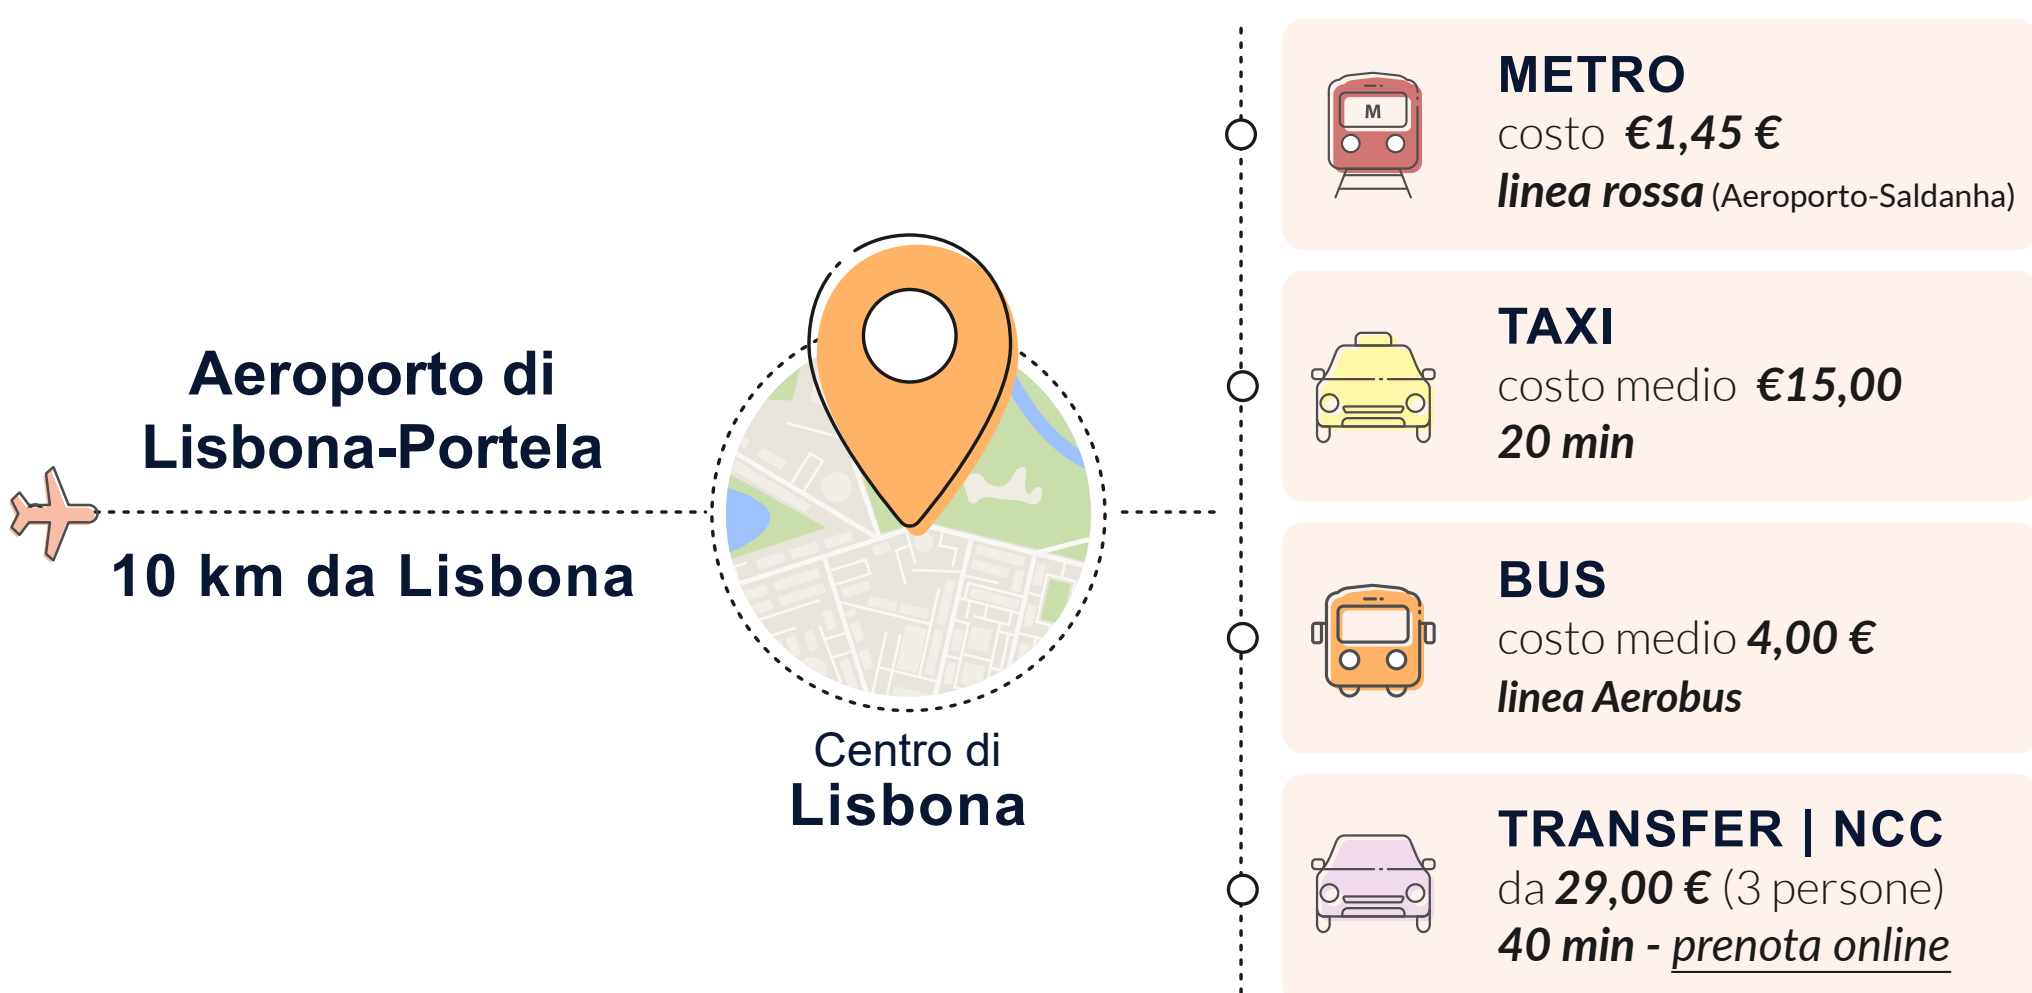 Aeroporto di
Lisbona-Portela
10 km da Lisbona
Centro di
Lisbona
M
METRO
costo €1,45 €
linea rossa (Aeroporto-Saldanha)
TAXI
costo medio €15,00
20 min
BUS
costo medio 4,00 €
linea Aerobus
TRANSFER | NCC
da 29,00 € (3 persone)
40 min - prenota online